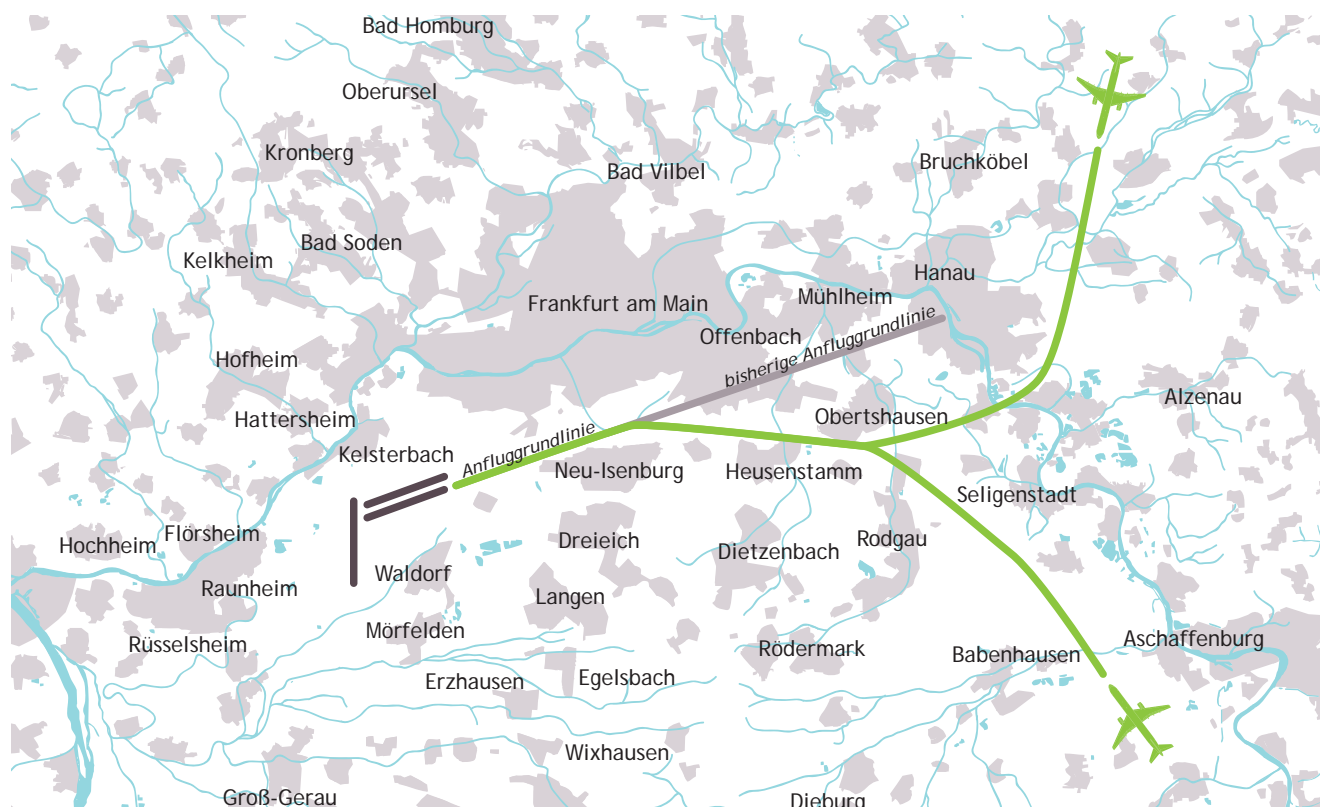 Bad Homburg
Oberursel
Kronberg
Bruchköbel
Bad Vilbel
Bad Soden
Kelkheim
Hanau
Mühlheim
Frankfurt am Main
Offenbach
bisherige Anfluggrundlinie
Hofheim
Alzenau
Hattersheim
Obertshausen
Kelsterbach
Anfluggrundlinie
Neu-Isenburg
Heusenstamm
Seligenstadt
Flörsheim
Hochheim
Dreieich
Dietzenbach
Rodgau
Waldorf
Raunheim
Langen
Mörfelden
Rüsselsheim
Aschaffenburg
Rödermark
Babenhausen
Erzhausen
Egelsbach
Wixhausen
Groß-Gerau
Dieburg